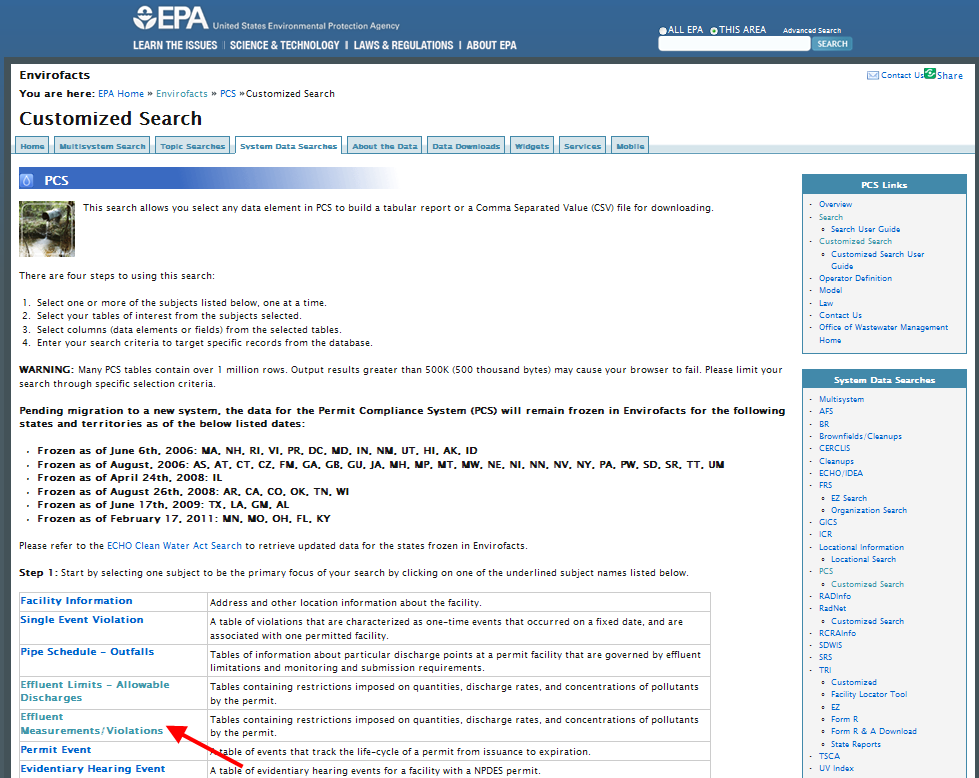 EPA United States Environmental Protection Agency
LEARN THE ISSUES | SCIENCE & TECHNOLOGY | LAWS & REGULATIONS | ABOUT EPA
ALL EPA THIS AREA Advanced Search
SEARCH
Envirofacts
Contact Us Share
You are here: EPA Home » Envirofacts » PCS »Customized Search
Customized Search
Home Multisystem Search Topic Searches System Data Searches About the Data Data Downloads Widgets Services Mobile
PCS
This search allows you select any data element in PCS to build a tabular report or a Comma Separated Value (CSV) file for downloading.
There are four steps to using this search:
1. Select one or more of the subjects listed below, one at a time.
2. Select your tables of interest from the subjects selected.
3. Select columns (data elements or fields) from the selected tables.
4. Enter your search criteria to target specific records from the database.
WARNING: Many PCS tables contain over 1 million rows. Output results greater than 500K (500 thousand bytes) may cause your browser to fail. Please limit your
search through specific selection criteria.
Pending migration to a new system, the data for the Permit Compliance System (PCS) will remain frozen in Envirofacts for the following
states and territories as of the below listed dates:
· Frozen as of June 6th, 2006: MA, NH, RI, VI, PR, DC, MD, IN, NM, UT, HI, AK, ID
· Frozen as of August, 2006: AS, AT, CT, CZ, FM, GA, GB, GU, JA, MH, MP, MT, MW, NE, NI, NN, NV, NY, PA, PW, SD, SR, TT, UM
· Frozen as of April 24th, 2008: IL
· Frozen as of August 26th, 2008: AR, CA, CO, OK, TN, WI
· Frozen as of June 17th, 2009: TX, LA, GM, AL
· Frozen as of February 17, 2011: MN, MO, OH, FL, KY
Please refer to the ECHO Clean Water Act Search to retrieve updated data for the states frozen in Envirofacts.
Step 1: Start by selecting one subject to be the primary focus of your search by clicking on one of the underlined subject names listed below.
Facility Information
Address and other location information about the facility.
Single Event Violation
A table of violations that are characterized as one-time events that occurred on a fixed date, and are
associated with one permitted facility.
Pipe Schedule - Outfalls
Tables of information about particular discharge points at a permit facility that are governed by effluent
limitations and monitoring and submission requirements.
Effluent Limits - Allowable
Discharges
Tables containing restrictions imposed on quantities, discharge rates, and concentrations of pollutants
by the permit.
Effluent
Measurements/Violations
Tables containing restrictions imposed on quantities, discharge rates, and concentrations of pollutants
by the permit.
Permit Event
A table of events that track the life-cycle of a permit from issuance to expiration.
Evidentiary Hearing Event
A table of evidentiary hearing events for a facility with a NPDES permit.
PCS Links
· Overview
· Search
Search User Guide
· Customized Search
Customized Search User
Guide
· Operator Definition
· Model
· Law
· Contact Us
· Office of Wastewater Management
Home
System Data Searches
· Multisystem
· AFS
· BR
· Brownfields/Cleanups
· CERCLIS
· Cleanups
· ECHO/IDEA
· FRS
EZ Search
Organization Search
· GICS
· ICR
· Locational Information
Locational Search
· PCS
Customized Search
· RADInfo
· RadNet
Customized Search
· RCRAInfo
· SDWIS
· SRS
· TRI
Customized
Facility Locator Tool
EZ
Form R
Form R & A Download
State Reports
· TSCA
· UV Index